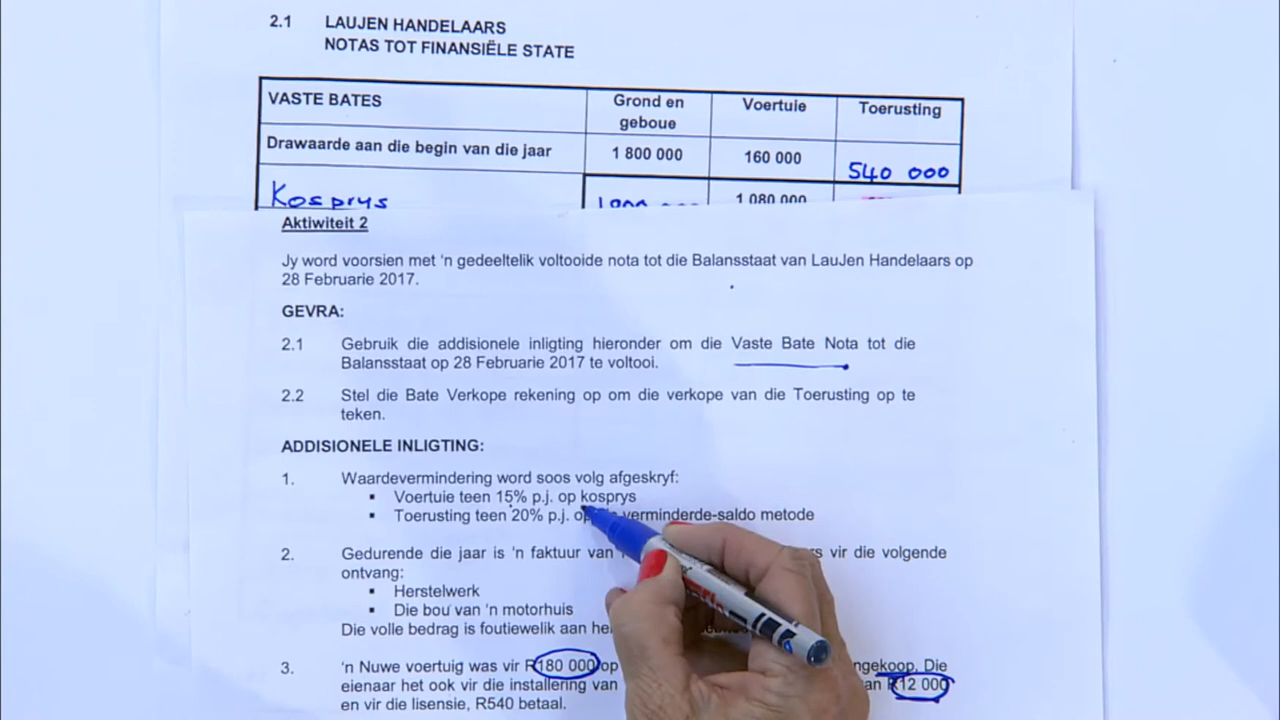 2.1 LAUJEN HANDELAARS
NOTAS TOT FINANSIËLE STATE
VASTE BATES Grond en geboue Voertuie Toerusting
Drawaarde aan die begin van die jaar 1 800 000 160 000 540 000
Kosprys 1 080 000
Aktiwiteit 2
Jy word voorsien met 'n gedeeltelik voltooide nota tot die Balansstaat van LauJen Handelaars op
28 Februarie 2017.
GEVRA:
2.1 Gebruik die addisionele inligting hieronder om die Vaste Bate Nota tot die
Balansstaat op 28 Februarie 2017 te voltooi.
2.2 Stel die Bate Verkope rekening op om die verkope van die Toerusting op te
teken.
ADDISIONELE INLIGTING:
1. Waardevermindering word soos volg afgeskryf:
▪ Voertuie teen 15% p.j. op kosprys
▪ Toerusting teen 20% p.j. op verminderde-saldo metode
2. Gedurende die jaar is 'n faktuur van vir die volgende
ontvang:
▪ Herstelwerk
▪ Die bou van 'n motorhuis
Die volle bedrag is foutiewelik aan
3. 'n Nuwe voertuig was vir R180 000 op Die
eienaar het ook vir die installering van R12 000
en vir die lisensie, R540 betaal.